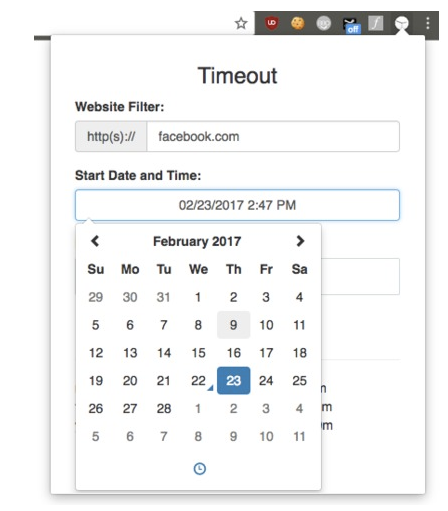 off
Timeout
Website Filter:
http(s):// facebook.com
Start Date and Time:
02/23/2017 2:47 PM
February 2017
Su Mo Tu We Th Fr Sa
29 30 31 1 2 3 4
5 6 7 8 9 10 11
12 13 14 15 16 17 18
19 20 21 22 23 24 25
26 27 28 1 2 3 4
5 6 7 8 9 10 11